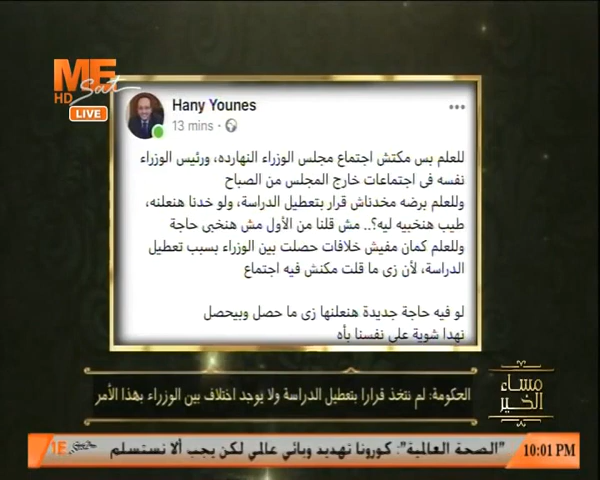 ME
Sat
HD
LIVE
Hany Younes
13 mins ·
للعلم بس مكنش اجتماع مجلس الوزراء النهارده، ورئيس الوزراء
نفسه فى اجتماعات خارج المجلس من الصباح
وللعلم برضه مخدناش قرار بتعطيل الدراسة، ولو خدنا هنعلنه،
طيب هنخبيه ليه؟.. مش قلنا من الأول مش هنخبى حاجة
وللعلم كمان مفيش خلافات حصلت بين الوزراء بسبب تعطيل
الدراسة، لأن زى ما قلت مكنش فيه اجتماع
لو فيه حاجة جديدة هنعلنها زى ما حصل وبيحصل
نهدا شوية على نفسنا بأه
الحكومة: لم نتخذ قرارا بتعطيل الدراسة ولا يوجد اختلاف بين الوزراء بهذا الأمر
مساء
الخير
"الصحة العالمية": كورونا تهديد وبائي عالمي لكن يجب ألا نستسلم
10:01 PM